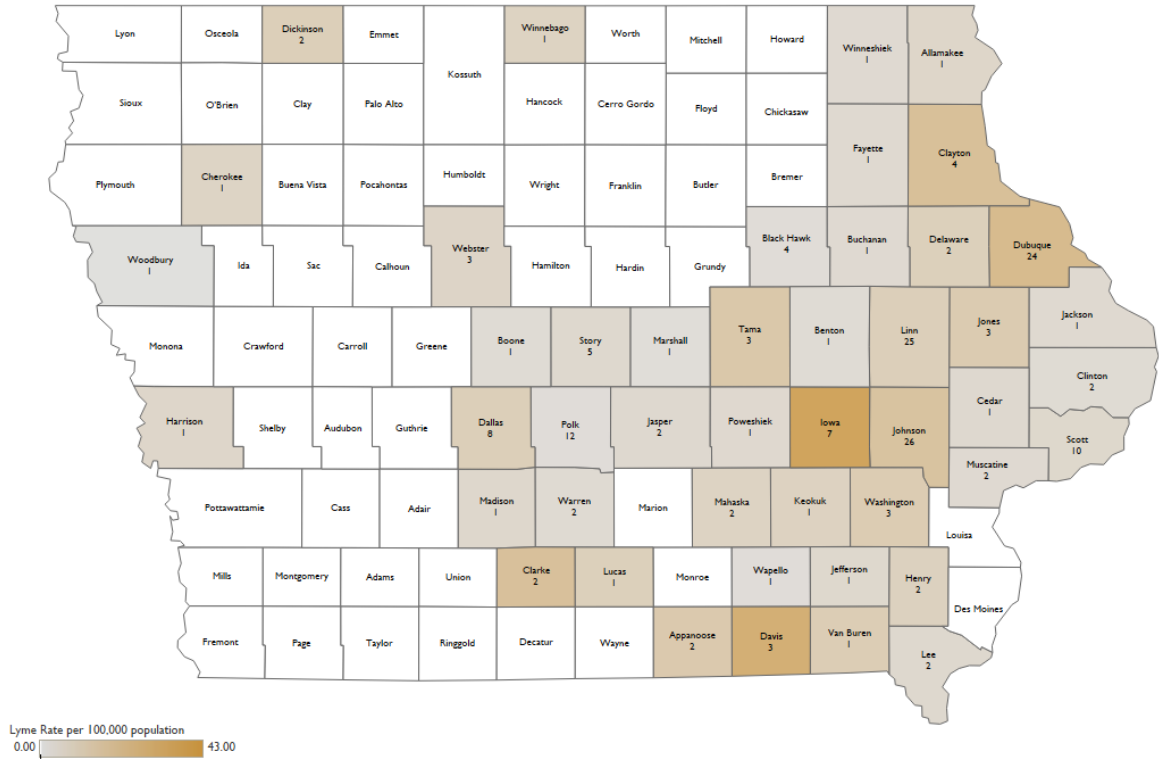 Lyon
Osceola
Dickinson
2
Emmet
Winnebago
1
Worth
Mitchell
Howard
Winneshiek
1
Allamakee
1
Kossuth
Sioux
O'Brien
Clay
Palo Alto
Hancock
Cerro Gordo
Floyd
Chickasaw
Fayette
1
Clayton
4
Plymouth
Cherokee
1
Buena Vista
Pocahontas
Humboldt
Wright
Franklin
Butler
Bremer
Woodbury
1
Ida
Sac
Calhoun
Webster
3
Hamilton
Hardin
Grundy
Black Hawk
4
Buchanan
1
Delaware
2
Dubuque
24
Monona
Crawford
Carroll
Greene
Boone
1
Story
5
Marshall
1
Tama
3
Benton
1
Linn
25
Jones
3
Jackson
1
Clinton
2
Harrison
1
Shelby
Audubon
Guthrie
Dallas
8
Polk
12
Jasper
2
Poweshiek
1
Iowa
7
Johnson
26
Cedar
1
Scott
10
Muscatine
2
Pottawattamie
Cass
Adair
Madison
1
Warren
2
Marion
Mahaska
2
Keokuk
1
Washington
3
Louisa
Mills
Montgomery
Adams
Union
Clarke
2
Lucas
1
Monroe
Wapello
1
Jefferson
1
Henry
2
Des Moines
Fremont
Page
Taylor
Ringgold
Decatur
Wayne
Appanoose
2
Davis
3
Van Buren
1
Lee
2
Lyme Rate per 100,000 population
0.00 43.00